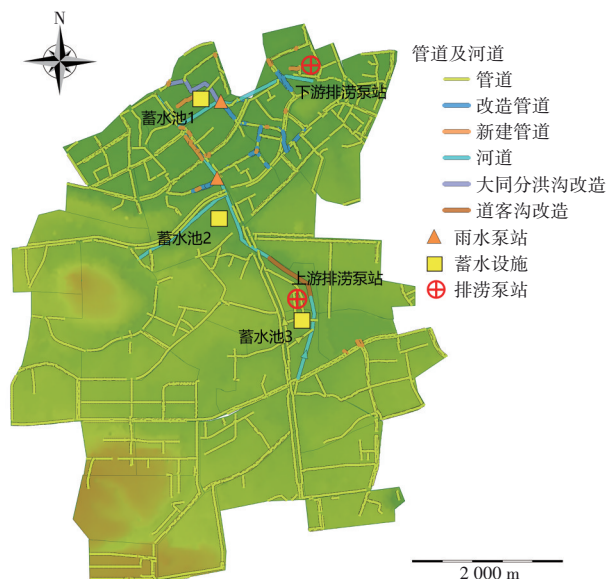 N
管道及河道
管道
改造管道
新建管道
河道
大同分洪沟改造
道客沟改造
雨水泵站
蓄水设施
排涝泵站
下游排涝泵站
蓄水池1
蓄水池2
上游排涝泵站
蓄水池3
2 000 m